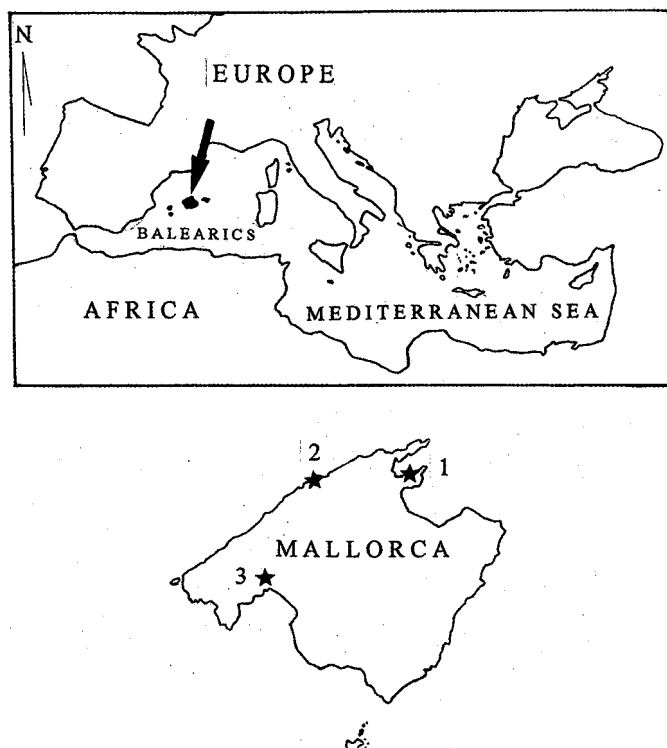 N
EUROPE
BALEARICS
AFRICA
MEDITERRANEAN SEA
2
1
MALLORCA
3